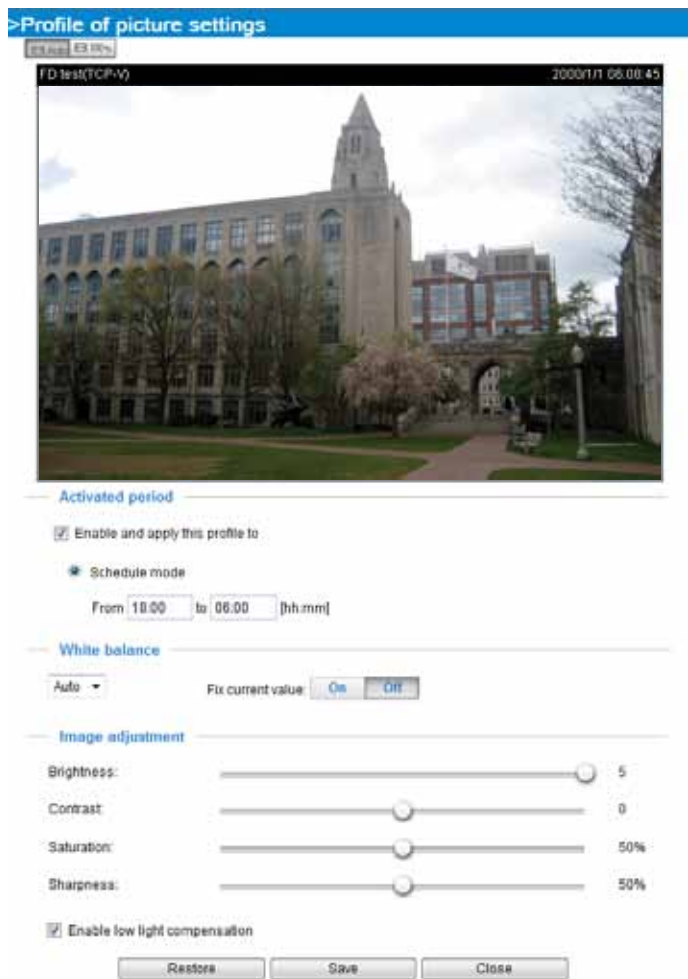 >Profile of picture settings
Auto 100%
FD test(TCP-V) 2000/1/1 06:08:45
Activated period
Enable and apply this profile to
Schedule mode
From 18:00 to 06:00 [hh:mm]
White balance
Auto Fix current value: On Off
Image adjustment
Brightness: 5
Contrast: 0
Saturation: 50%
Sharpness: 50%
Enable low light compensation
Restore Save Close